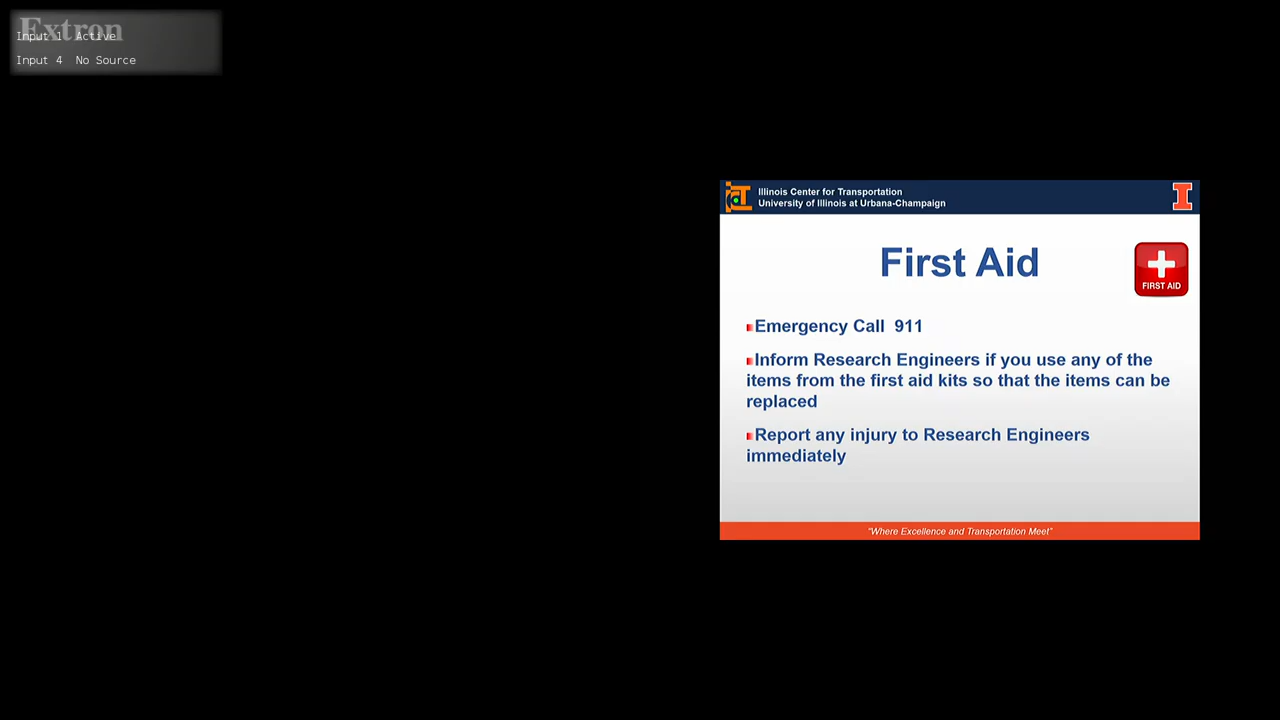 Extron
Input 1  Active
Input 4  No Source
Illinois Center for Transportation
University of Illinois at Urbana-Champaign
I
First Aid
FIRST AID
Emergency Call  911
Inform Research Engineers if you use any of the
items from the first aid kits so that the items can be
replaced
Report any injury to Research Engineers
immediately
"Where Excellence and Transportation Meet"